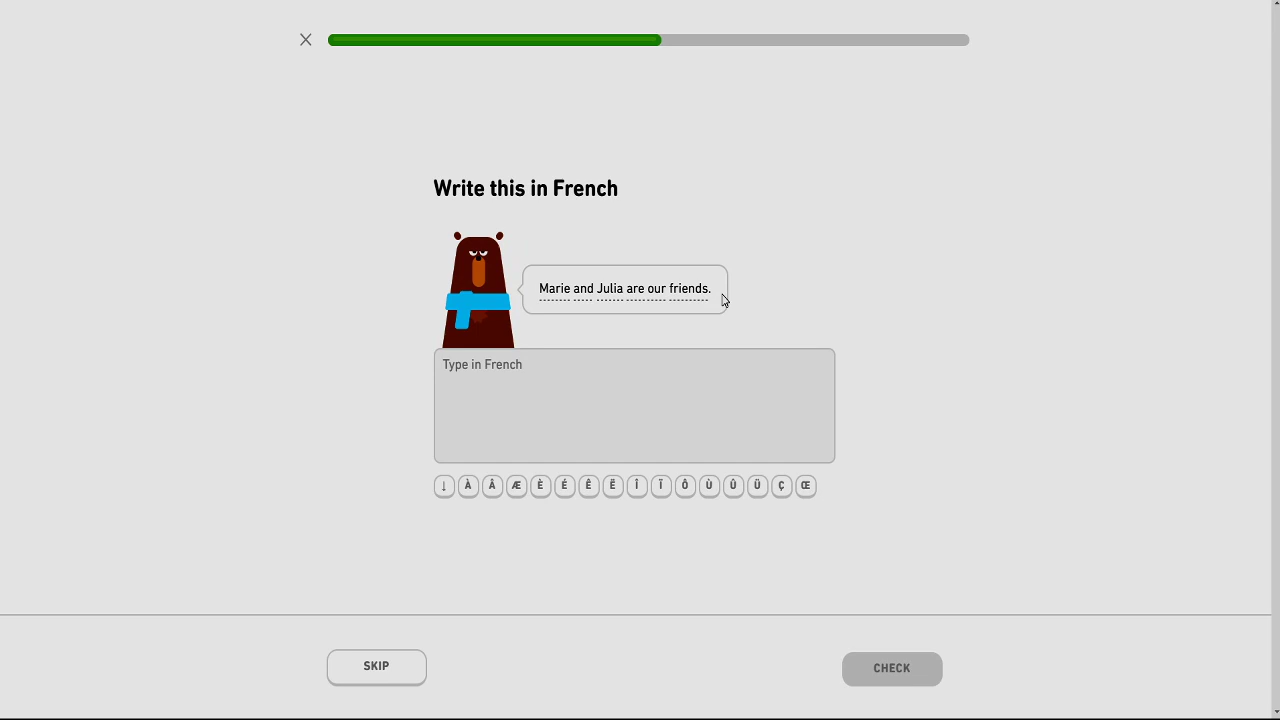 Write this in French
Marie and Julia are our friends.
Type in French
↓ À Â Æ È É Ê Ë Î Ï Ô Ù Û Ü Ç Œ
SKIP
CHECK